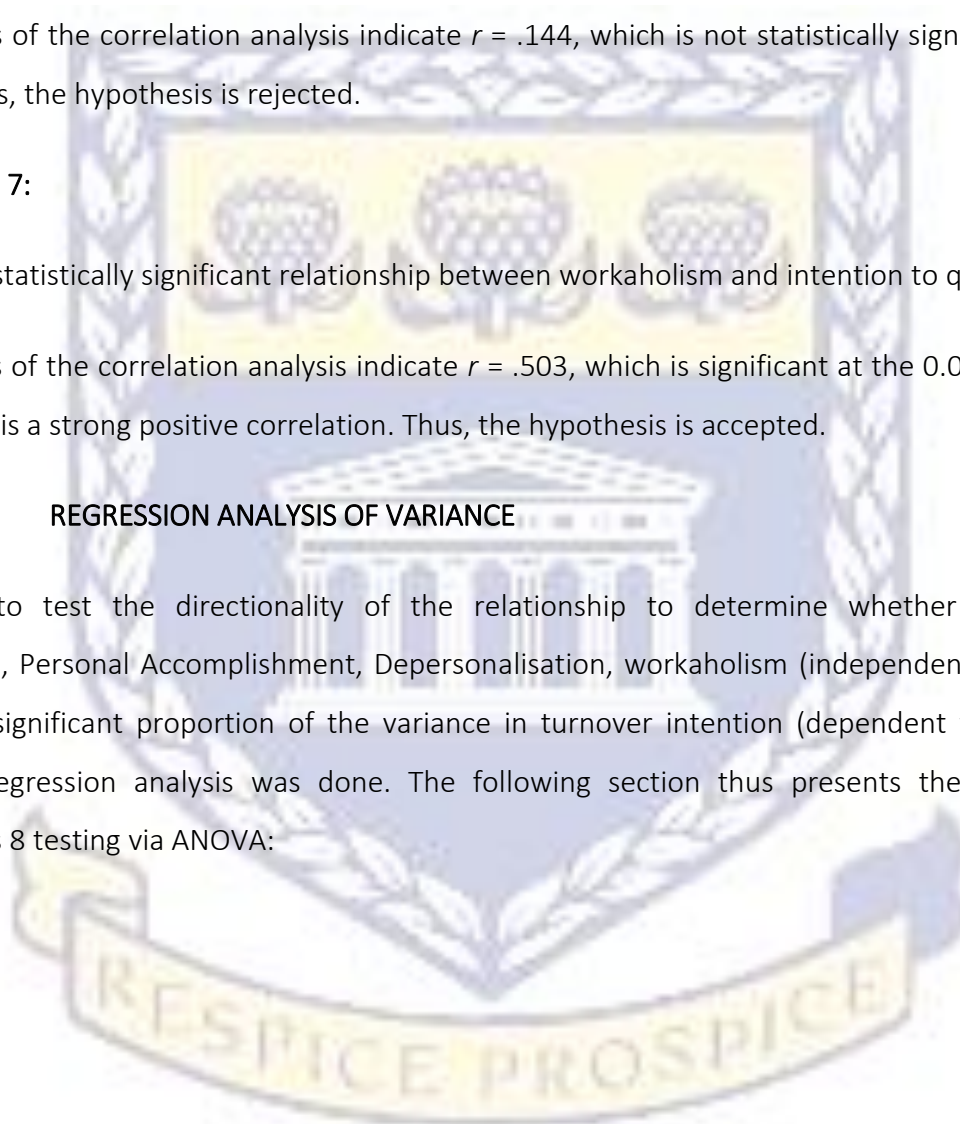 of the correlation analysis indicate r = .144, which is not statistically
the hypothesis is rejected.
7:
statistically significant relationship between workaholism and intention to
of the correlation analysis indicate r = .503, which is significant at the 0.0
is a strong positive correlation. Thus, the hypothesis is accepted.
REGRESSION ANALYSIS OF VARIANCE
to test the directionality of the relationship to determine whether
, Personal Accomplishment, Depersonalisation, workaholism (independen
significant proportion of the variance in turnover intention (dependent
egression analysis was done. The following section thus presents the
8 testing via ANOVA:
RESPICE PROSPICE